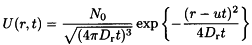 U(r,t) = \frac{N_0}{\sqrt{(4\pi D_r t)^3}} \exp\left\{-\frac{(r-ut)^2}{4D_r t}\right\}